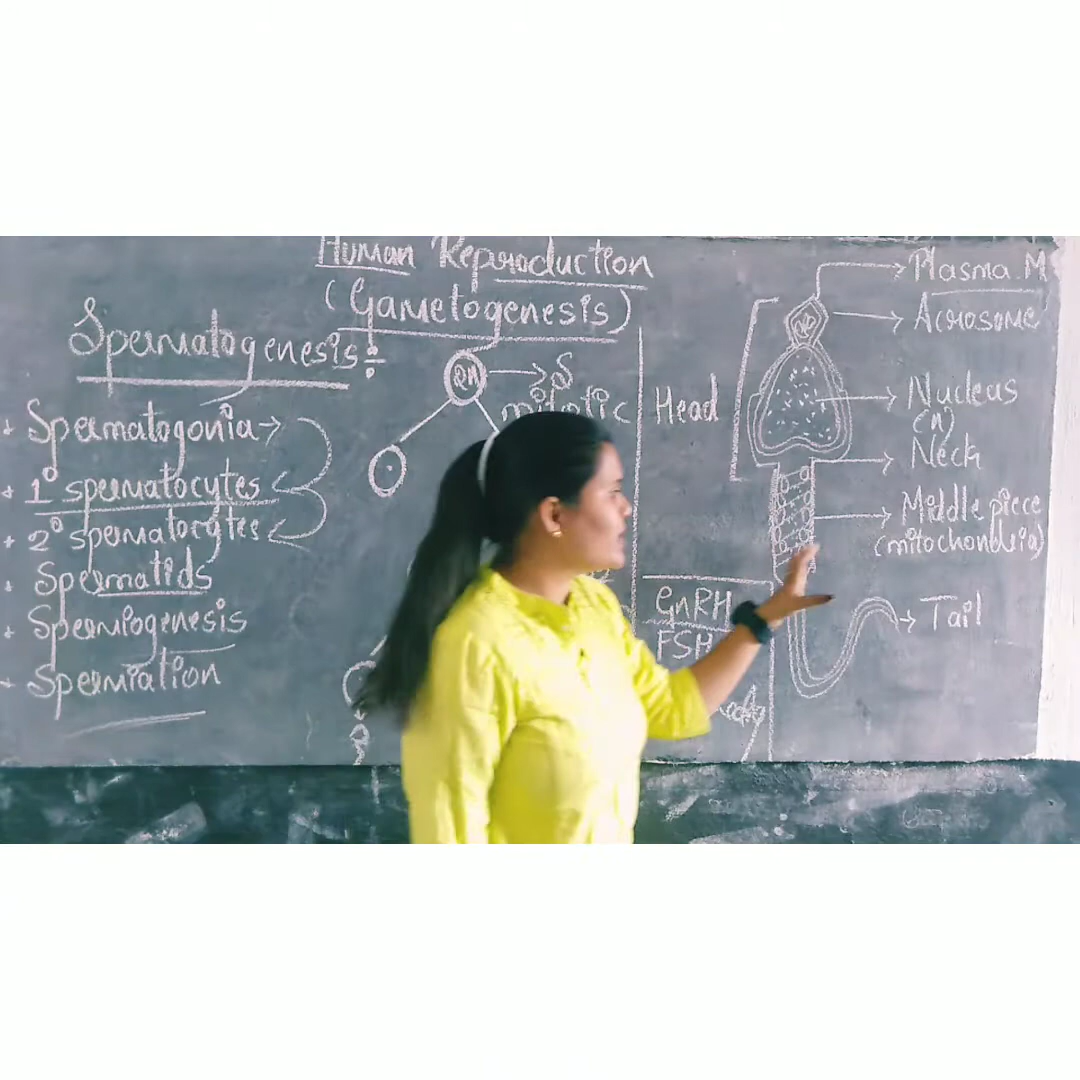 Human Reproduction
(Gametogenesis)
Spermatogenesis:-
+ Spermatogonia→
+ 1° spermatocytes
+ 2° spermatocytes
+ Spermatids
+ Spermiogenesis
- Spermiation
2n
Head
GnRH
FSH
Plasma M
Acrosome
Nucleus
(n)
Neck
Middle piece
(mitochondria)
Tail